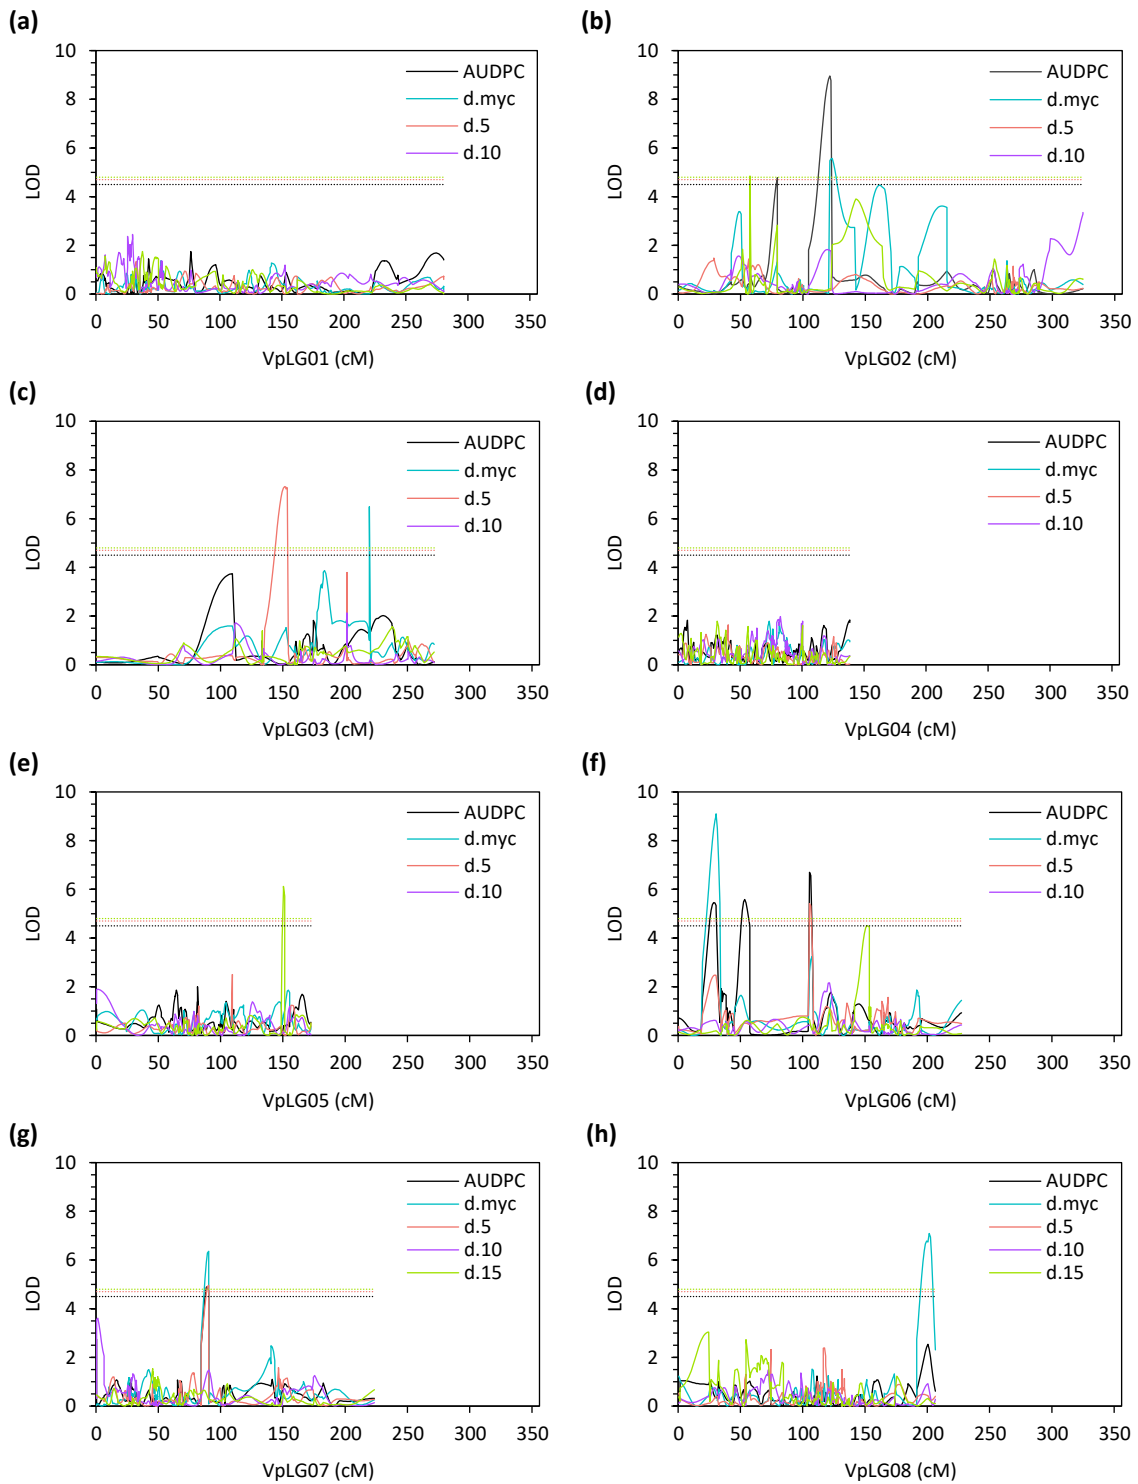 (a)
10
8
6
4
2
0
LOD
AUDPC
d.myc
d.5
d.10
0 50 100 150 200 250 300 350
VpLG01 (cM)
(b)
10
8
6
4
2
0
LOD
AUDPC
d.myc
d.5
d.10
0 50 100 150 200 250 300 350
VpLG02 (cM)
(c)
10
8
6
4
2
0
LOD
AUDPC
d.myc
d.5
d.10
0 50 100 150 200 250 300 350
VpLG03 (cM)
(d)
10
8
6
4
2
0
LOD
AUDPC
d.myc
d.5
d.10
0 50 100 150 200 250 300 350
VpLG04 (cM)
(e)
10
8
6
4
2
0
LOD
AUDPC
d.myc
d.5
d.10
0 50 100 150 200 250 300 350
VpLG05 (cM)
(f)
10
8
6
4
2
0
LOD
AUDPC
d.myc
d.5
d.10
0 50 100 150 200 250 300 350
VpLG06 (cM)
(g)
10
8
6
4
2
0
LOD
AUDPC
d.myc
d.5
d.10
d.15
0 50 100 150 200 250 300 350
VpLG07 (cM)
(h)
10
8
6
4
2
0
LOD
AUDPC
d.myc
d.5
d.10
d.15
0 50 100 150 200 250 300 350
VpLG08 (cM)